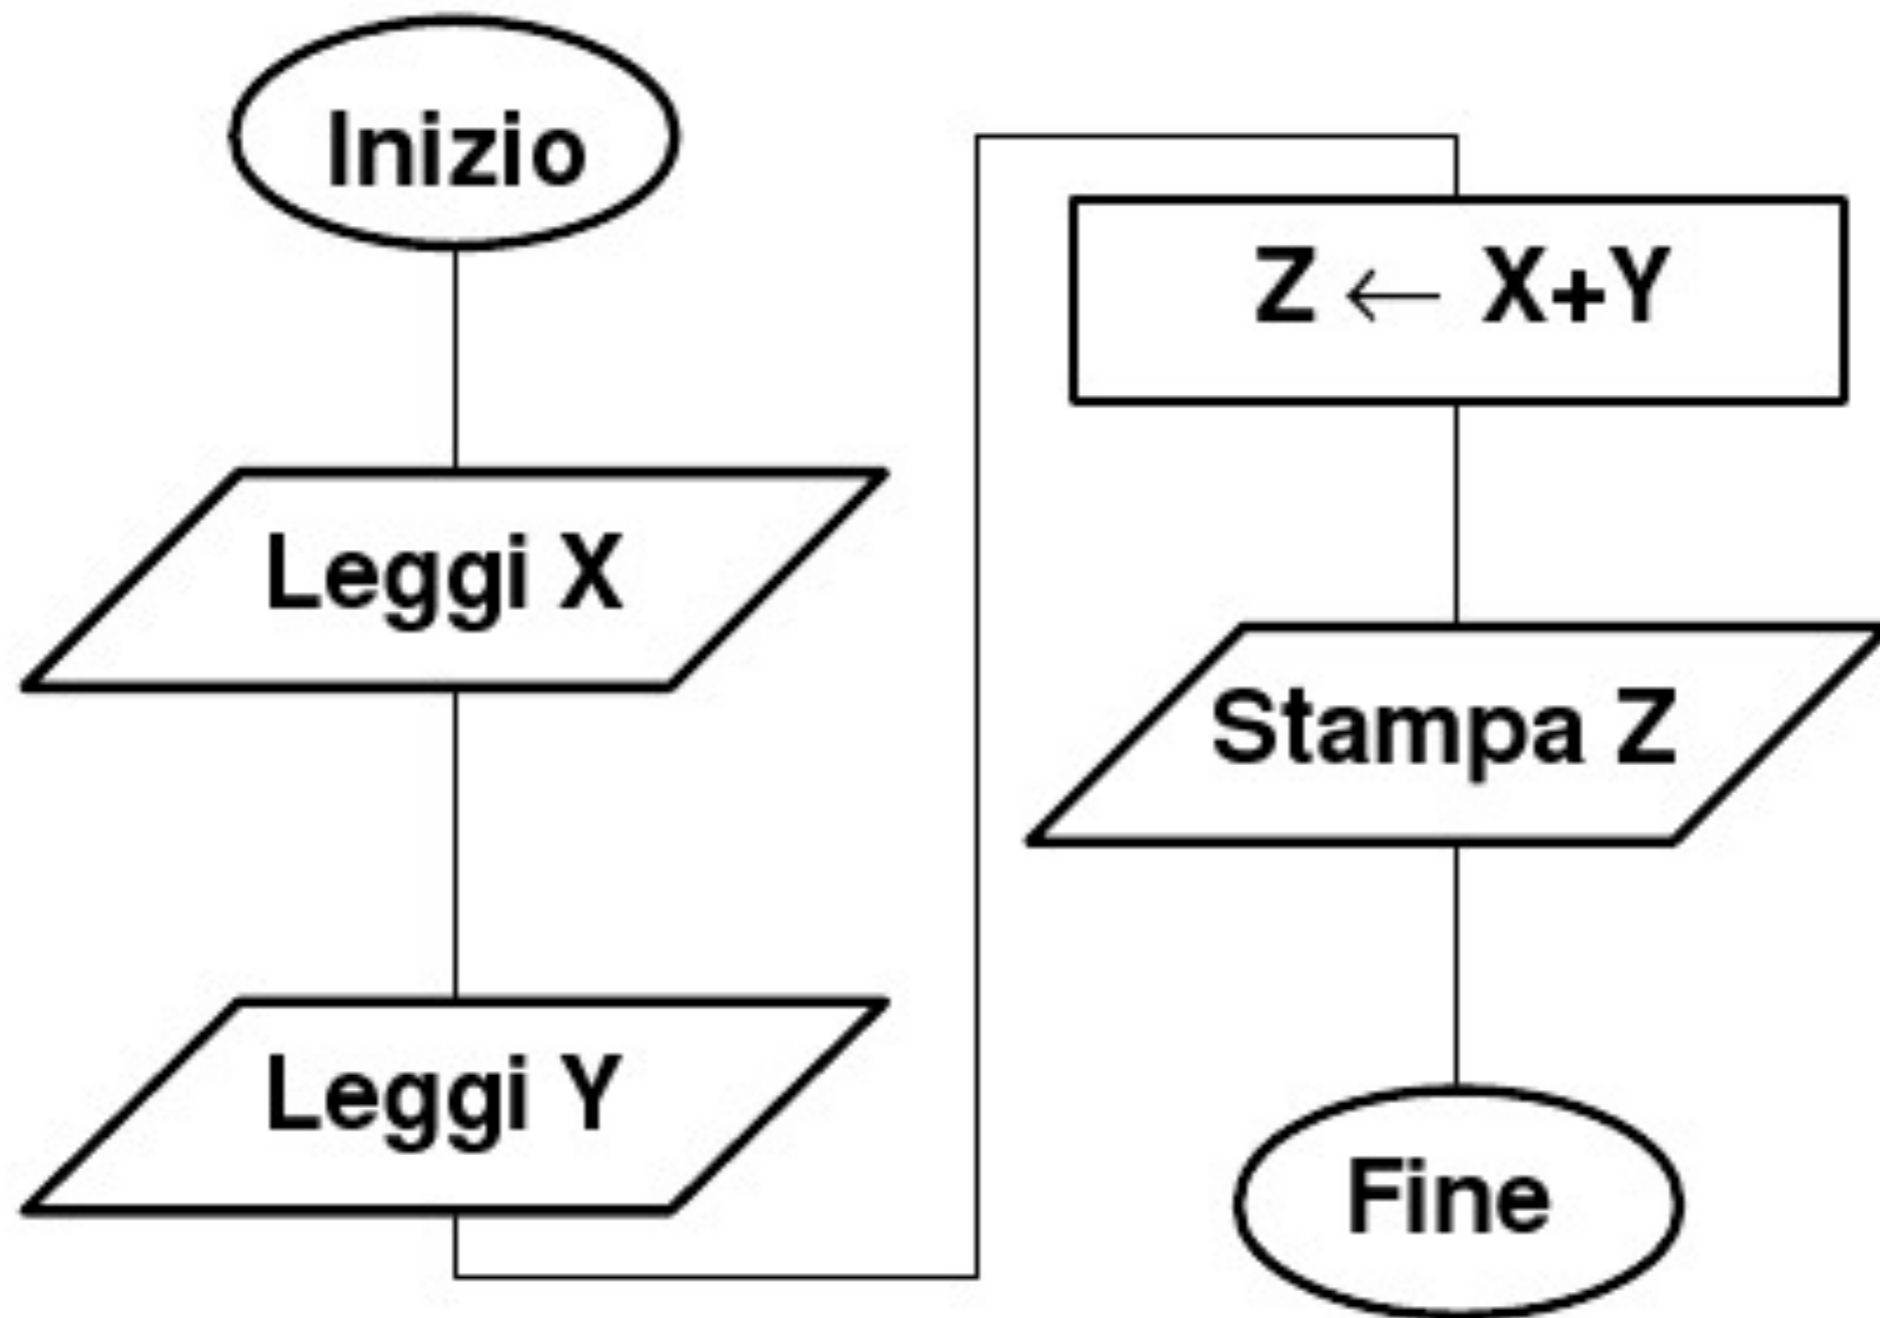 Inizio
Leggi X
Leggi Y
Z ← X+Y
Stampa Z
Fine